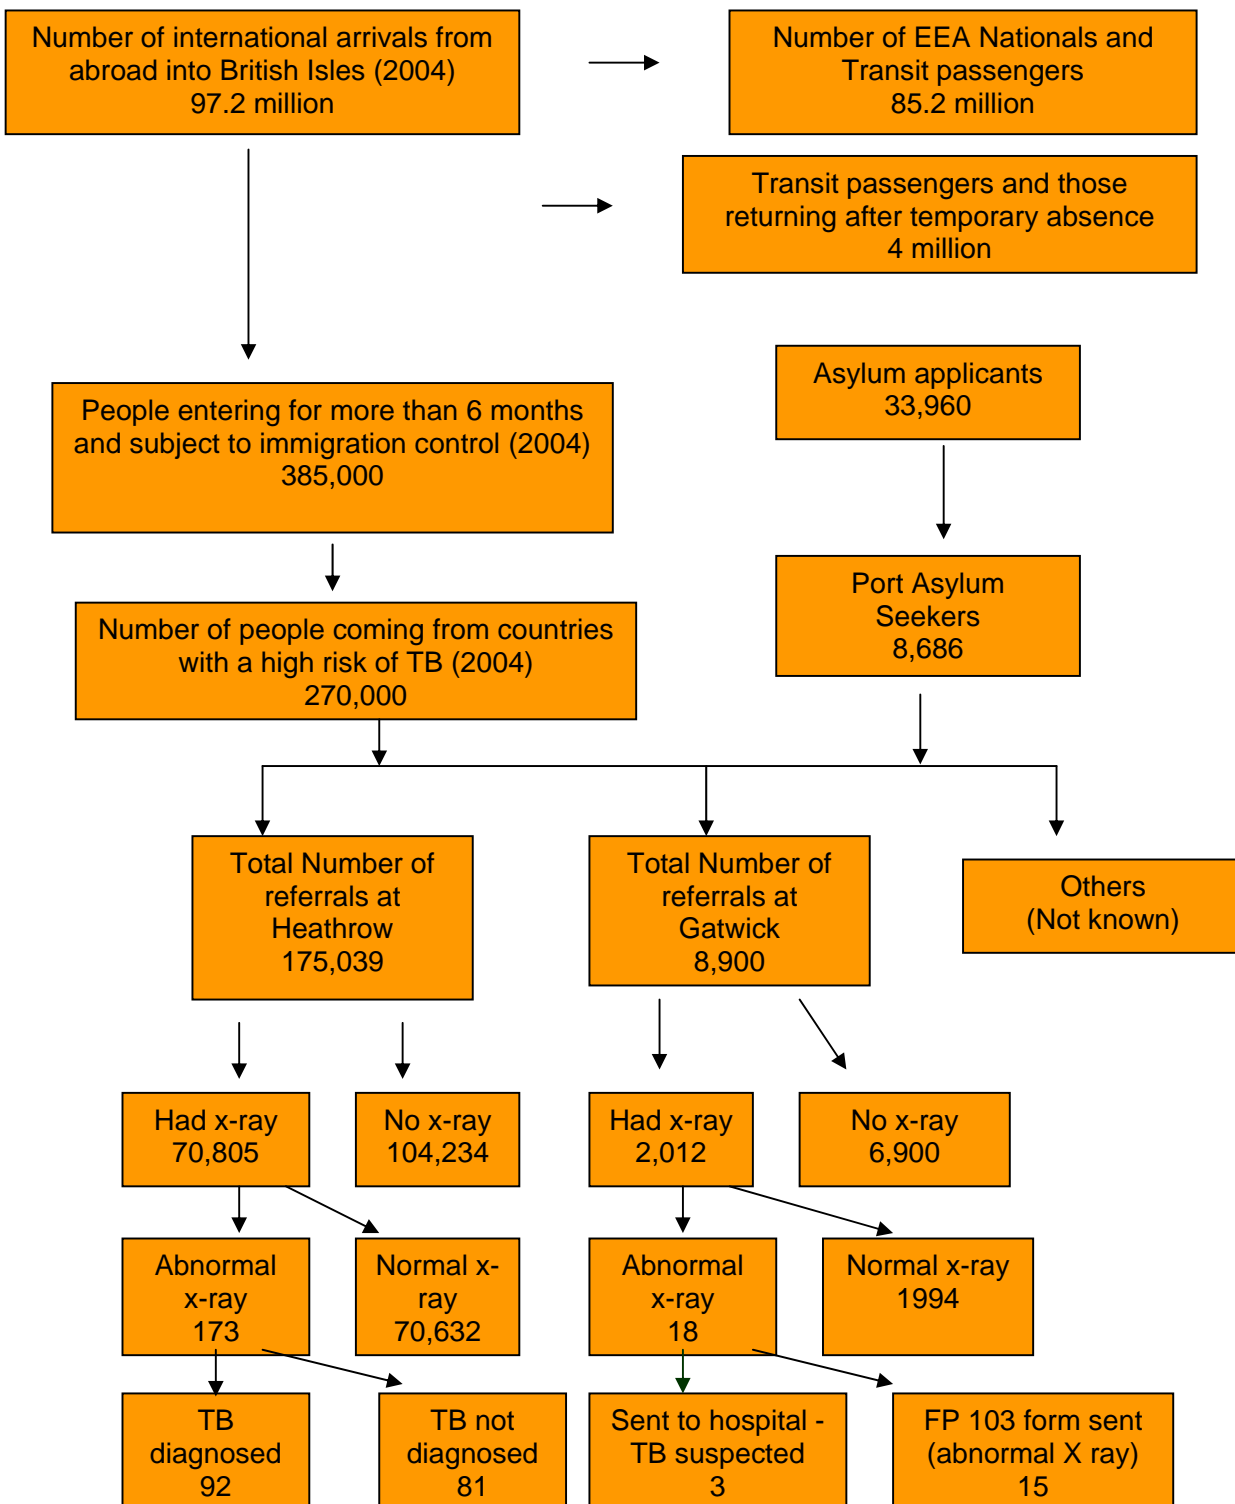 Number of international arrivals from
abroad into British Isles (2004)
97.2 million
Number of EEA Nationals and
Transit passengers
85.2 million
Transit passengers and those
returning after temporary absence
4 million
People entering for more than 6 months
and subject to immigration control (2004)
385,000
Asylum applicants
33,960
Number of people coming from countries
with a high risk of TB (2004)
270,000
Port Asylum
Seekers
8,686
Total Number of
referrals at
Heathrow
175,039
Total Number of
referrals at
Gatwick
8,900
Others
(Not known)
Had x-ray
70,805
No x-ray
104,234
Had x-ray
2,012
No x-ray
6,900
Abnormal
x-ray
173
Normal x-
ray
70,632
Abnormal
x-ray
18
Normal x-ray
1994
TB
diagnosed
92
TB not
diagnosed
81
Sent to hospital -
TB suspected
3
FP 103 form sent
(abnormal X ray)
15